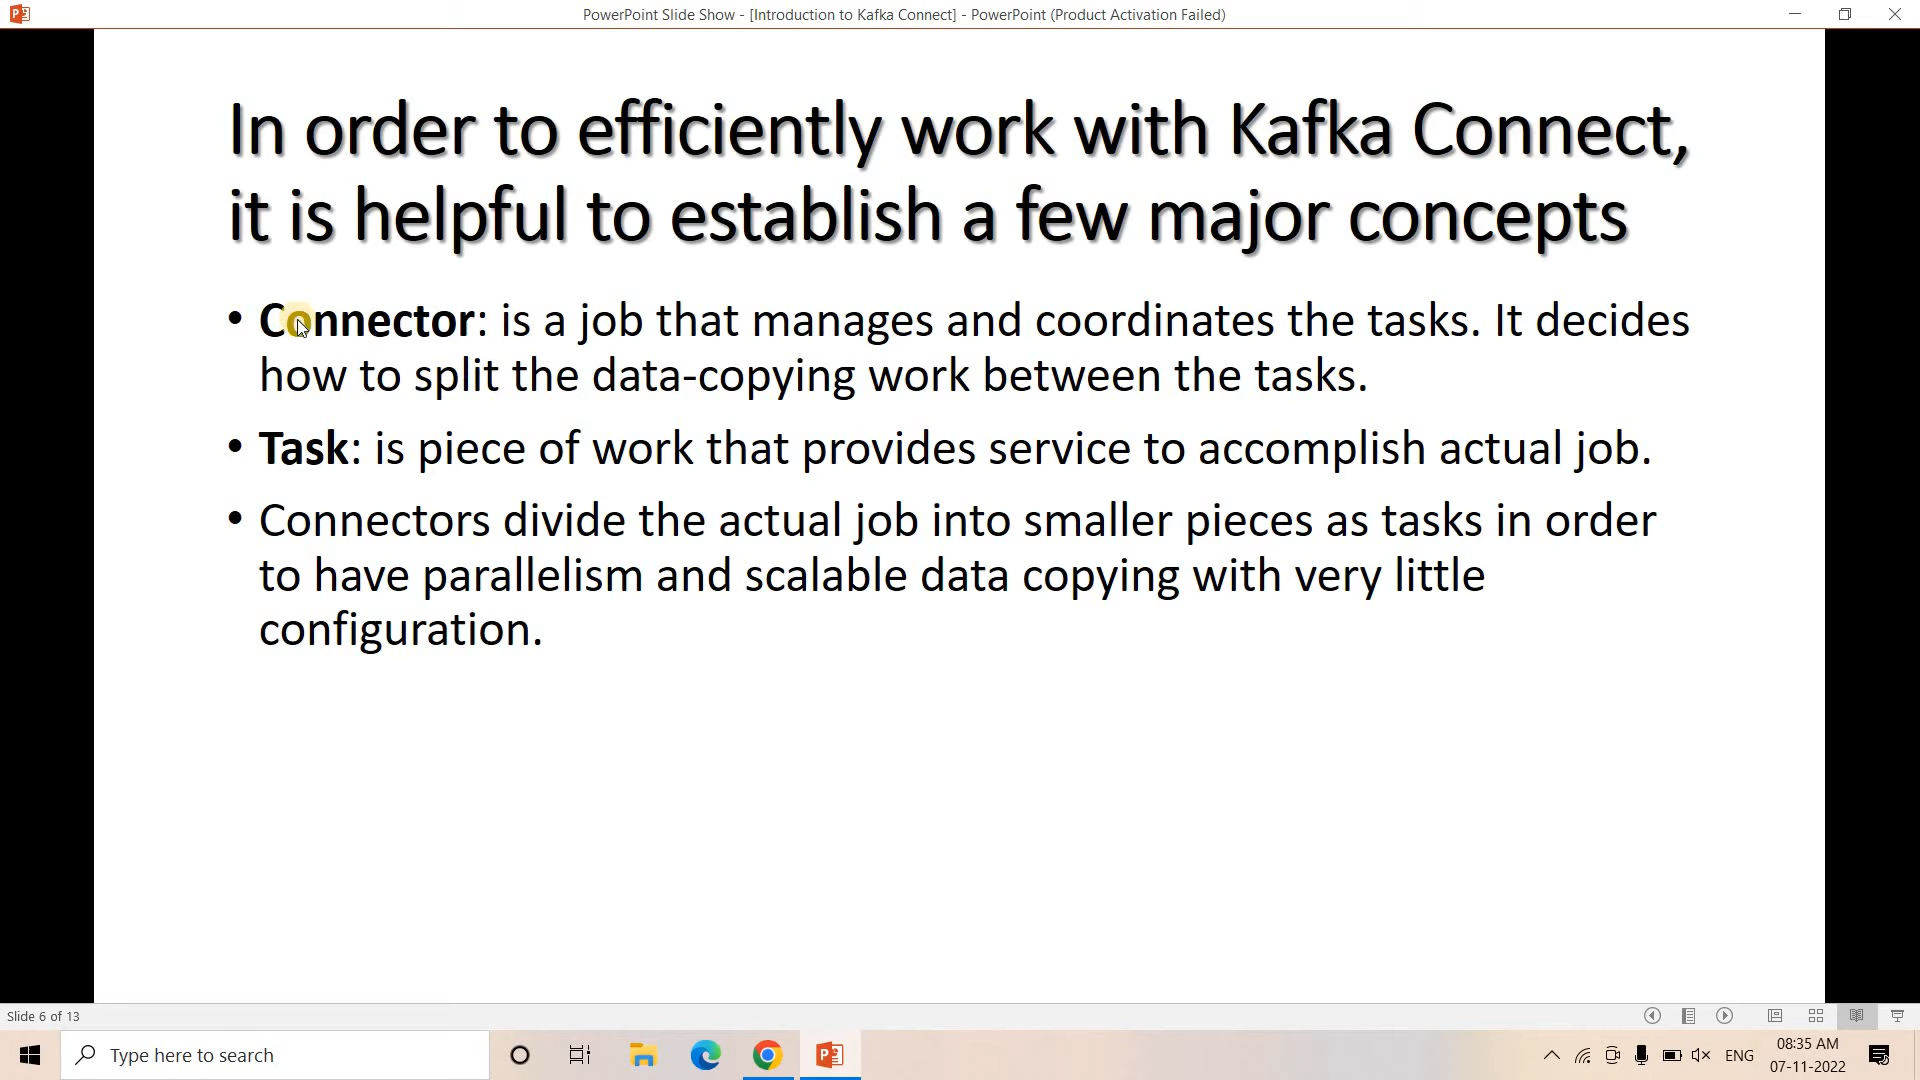 PowerPoint Slide Show - [Introduction to Kafka Connect] - PowerPoint (Product Activation Failed)
In order to efficiently work with Kafka Connect,
it is helpful to establish a few major concepts
• Connector: is a job that manages and coordinates the tasks. It decides
how to split the data-copying work between the tasks.
• Task: is piece of work that provides service to accomplish actual job.
• Connectors divide the actual job into smaller pieces as tasks in order
to have parallelism and scalable data copying with very little
configuration.
Slide 6 of 13
Type here to search
ENG
08:35 AM
07-11-2022